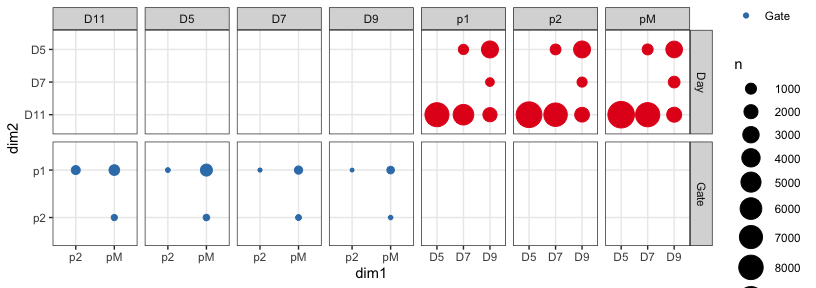 D11 D5 D7 D9 p1 p2 pM
Gate
n
1000
2000
3000
4000
5000
6000
7000
8000
dim2
D5
D7
D11
Day
p1
p2
Gate
p2 pM p2 pM p2 pM p2 pM D5 D7 D9 D5 D7 D9 D5 D7 D9
dim1